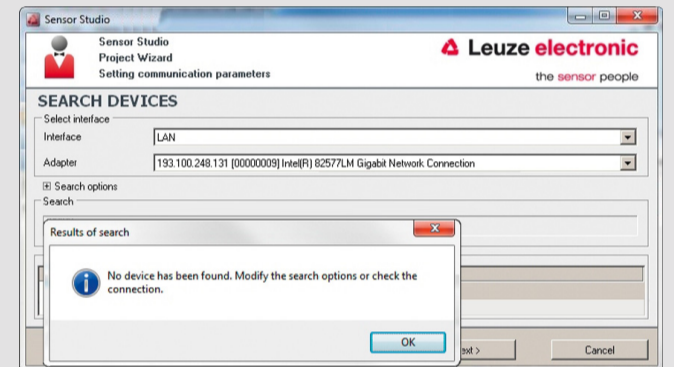 Sensor Studio
Sensor Studio
Project Wizard
Setting communication parameters
Leuze electronic
the sensor people
SEARCH DEVICES
Select interface
Interface
LAN
Adapter
193.100.248.131 [00000009] Intel(R) 82577LM Gigabit Network Connection
Search options
Search
Results of search
No device has been found. Modify the search options or check the
connection.
OK
Cancel